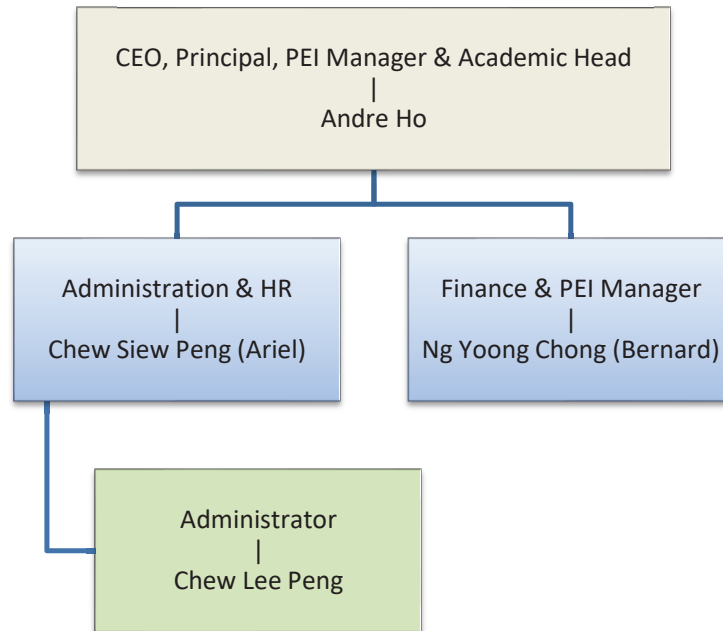 CEO, Principal, PEI Manager & Academic Head
|
Andre Ho
Administration & HR
|
Chew Siew Peng (Ariel)
Finance & PEI Manager
|
Ng Yoong Chong (Bernard)
Administrator
|
Chew Lee Peng